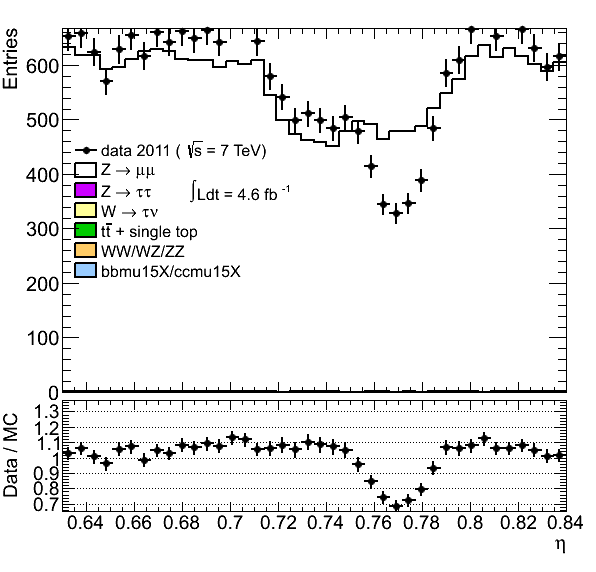 Entries
600
500
400
300
200
100
0
data 2011 ( √s = 7 TeV)
Z → μμ
Z → ττ
∫Ldt = 4.6 fb⁻¹
W → τν
tt̄ + single top
WW/WZ/ZZ
bbmu15X/ccmu15X
Data / MC
1.3
1.2
1.1
1
0.9
0.8
0.7
0.64 0.66 0.68 0.7 0.72 0.74 0.76 0.78 0.8 0.82 0.84
η